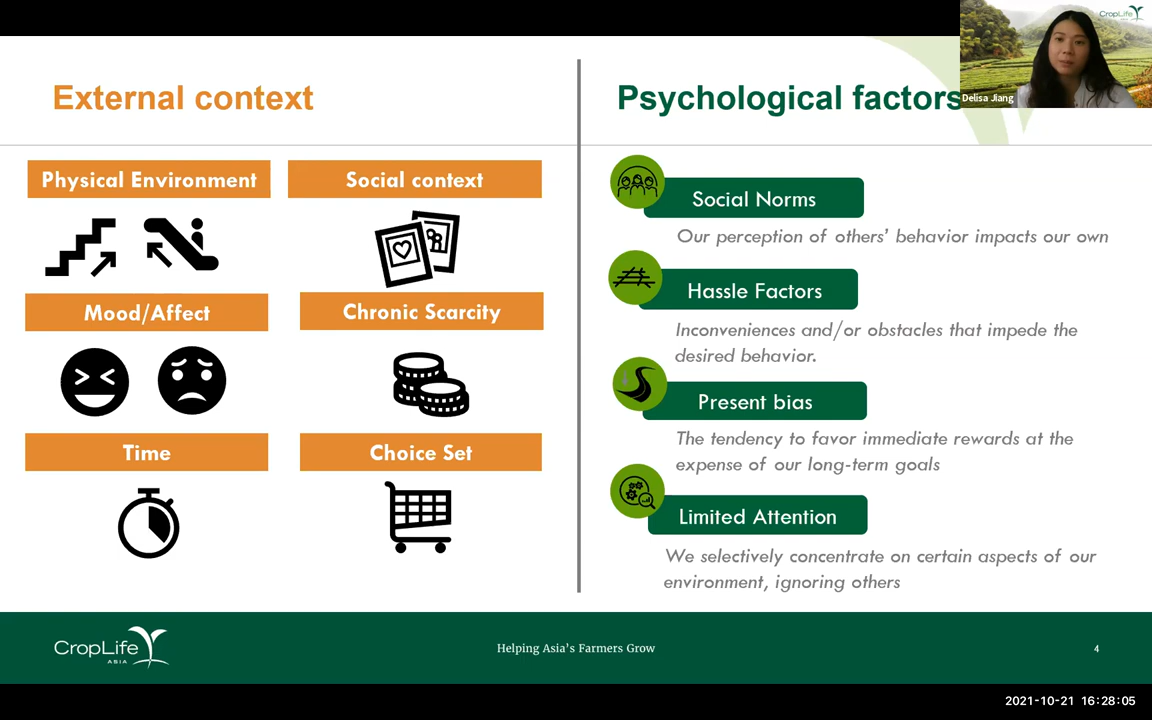 CropLife
Delisa Jiang
External context
Psychological factors
Physical Environment
Social context
Mood/Affect
Chronic Scarcity
Time
Choice Set
Social Norms
Our perception of others’ behavior impacts our own
Hassle Factors
Inconveniences and/or obstacles that impede the
desired behavior.
Present bias
The tendency to favor immediate rewards at the
expense of our long-term goals
Limited Attention
We selectively concentrate on certain aspects of our
environment, ignoring others
CropLife
ASIA
Helping Asia’s Farmers Grow
4
2021-10-21 16:28:05